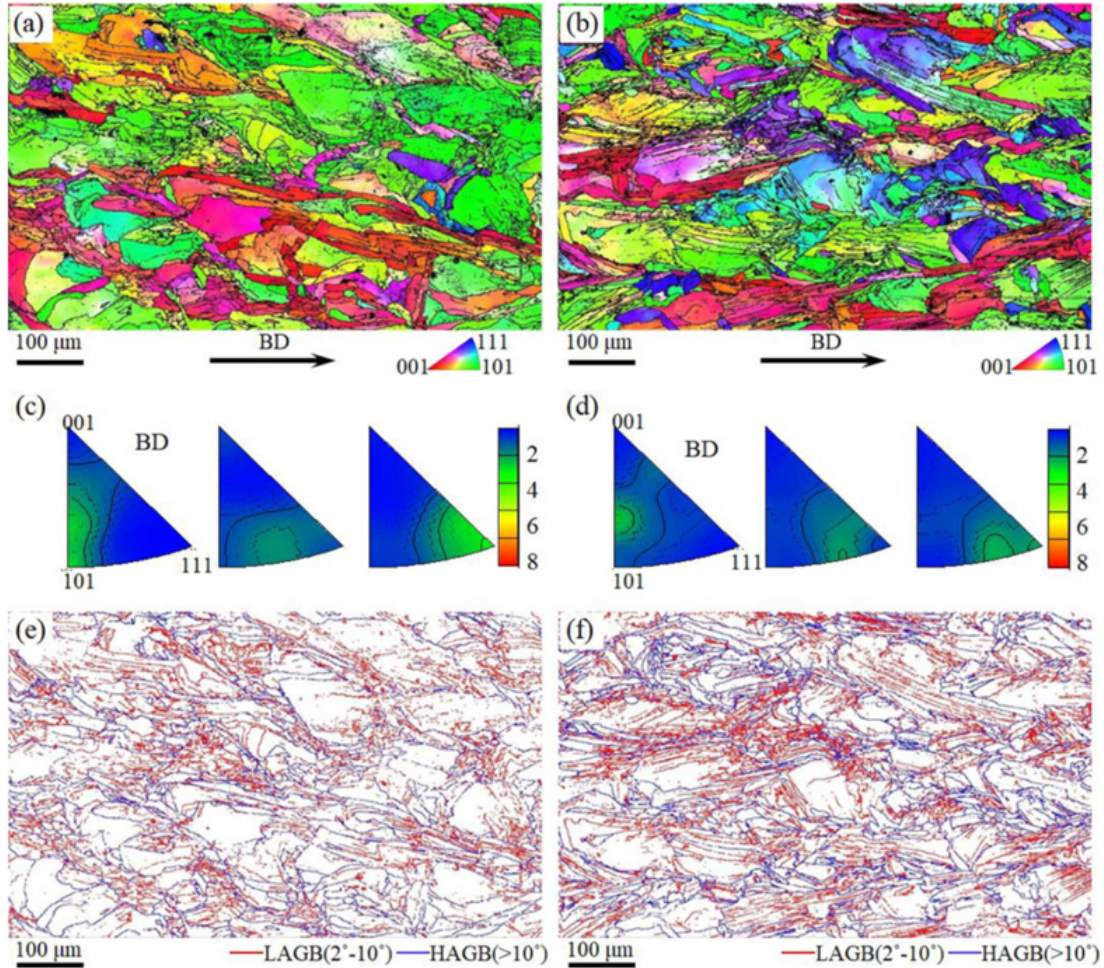 (a)
(b)
100 μm
BD
111
001
101
100 μm
BD
111
001
101
(c)
001
BD
101
111
2
4
6
8
(d)
001
BD
101
111
2
4
6
8
(e)
(f)
100 μm
LAGB(2°-10°) HAGB(>10°)
100 μm
LAGB(2°-10°) HAGB(>10°)